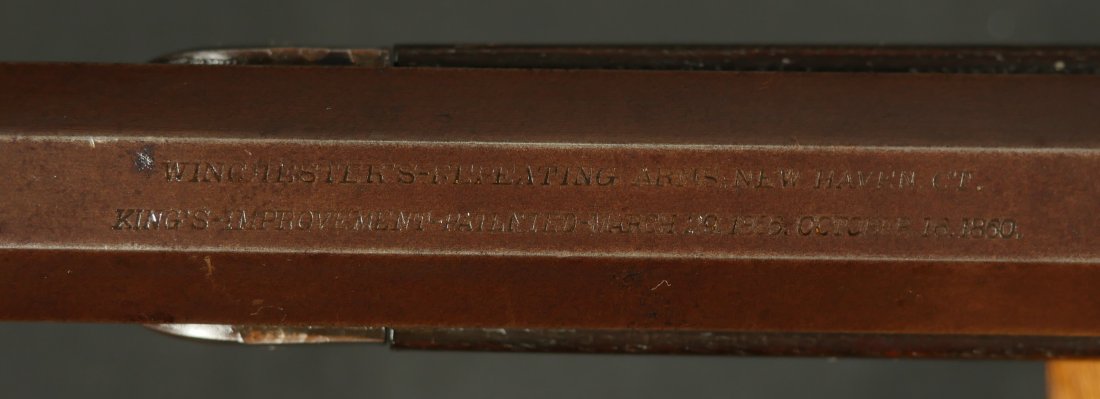 WINCHESTER'S-REPEATING ARMS. NEW HAVEN. CT.
KING'S-IMPROVEMENT-PATENTED-MARCH 29. 1866. OCTOBER 16. 1860.